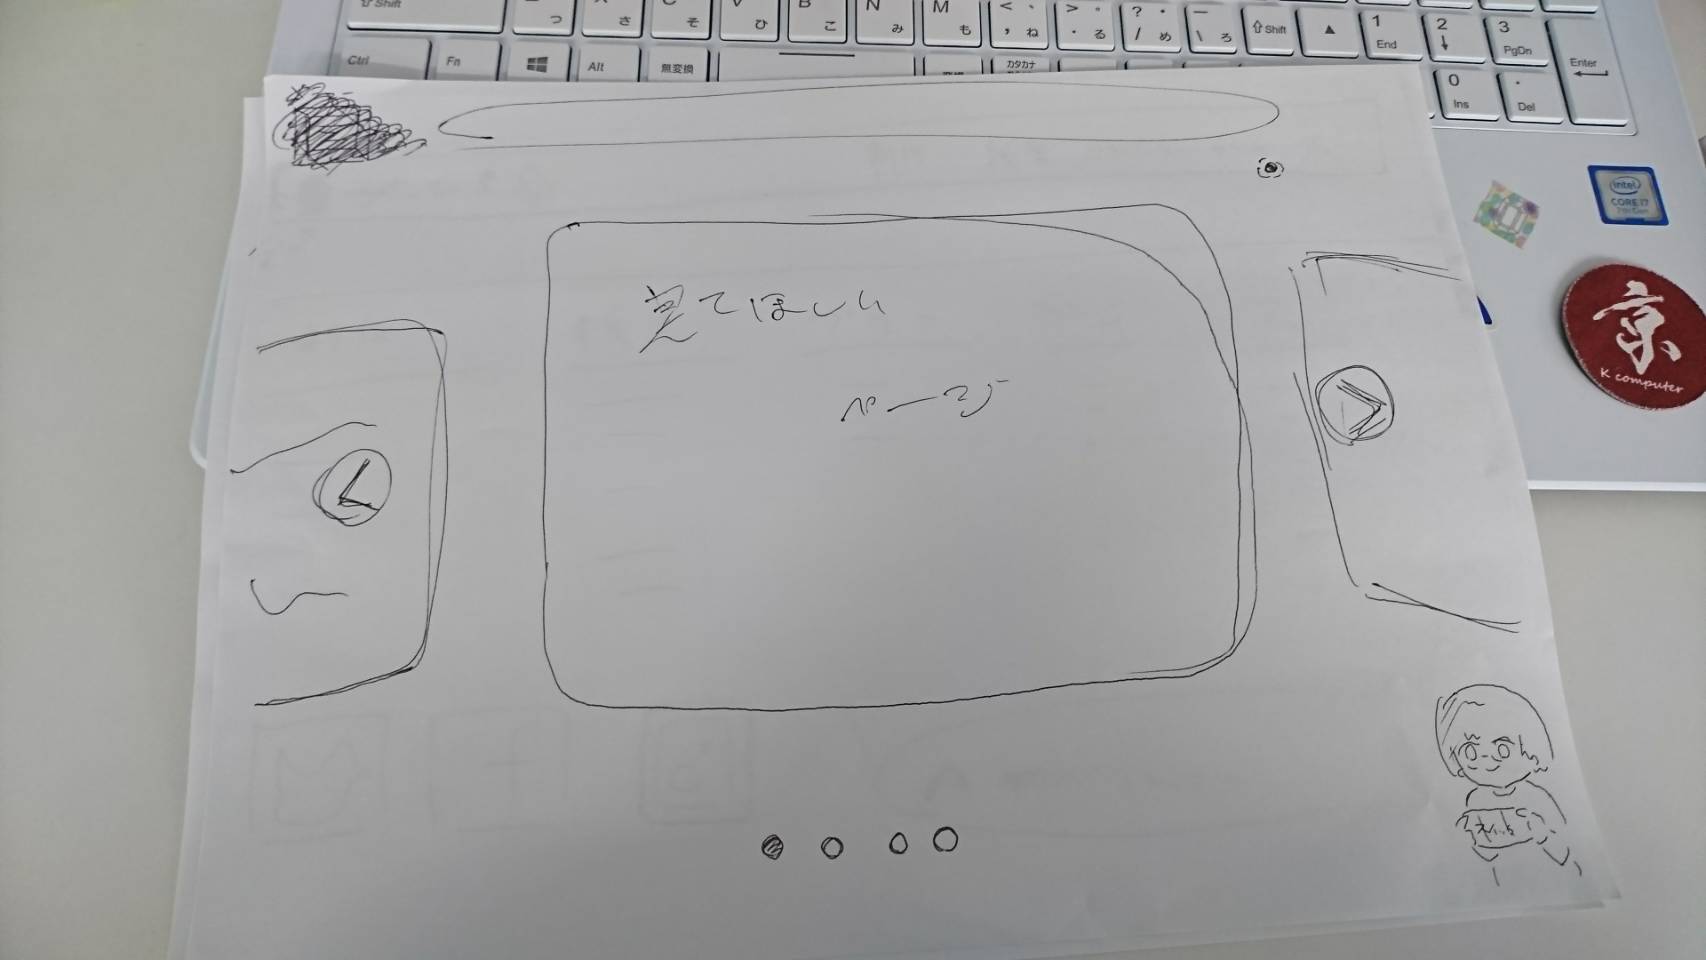 ⇧Shift
つ
さ
そ
V ひ
B こ
N み
M も
< 、
, ね
> 。
. る
? ・
/ め
\ ろ
⇧Shift
▲
1 End
2 ↓
3 PgDn
Enter
Ctrl
Fn
Alt
無変換
カタカナ
0 Ins
. Del
見てほしい
ページ
intel
CORE i7
京
K computer